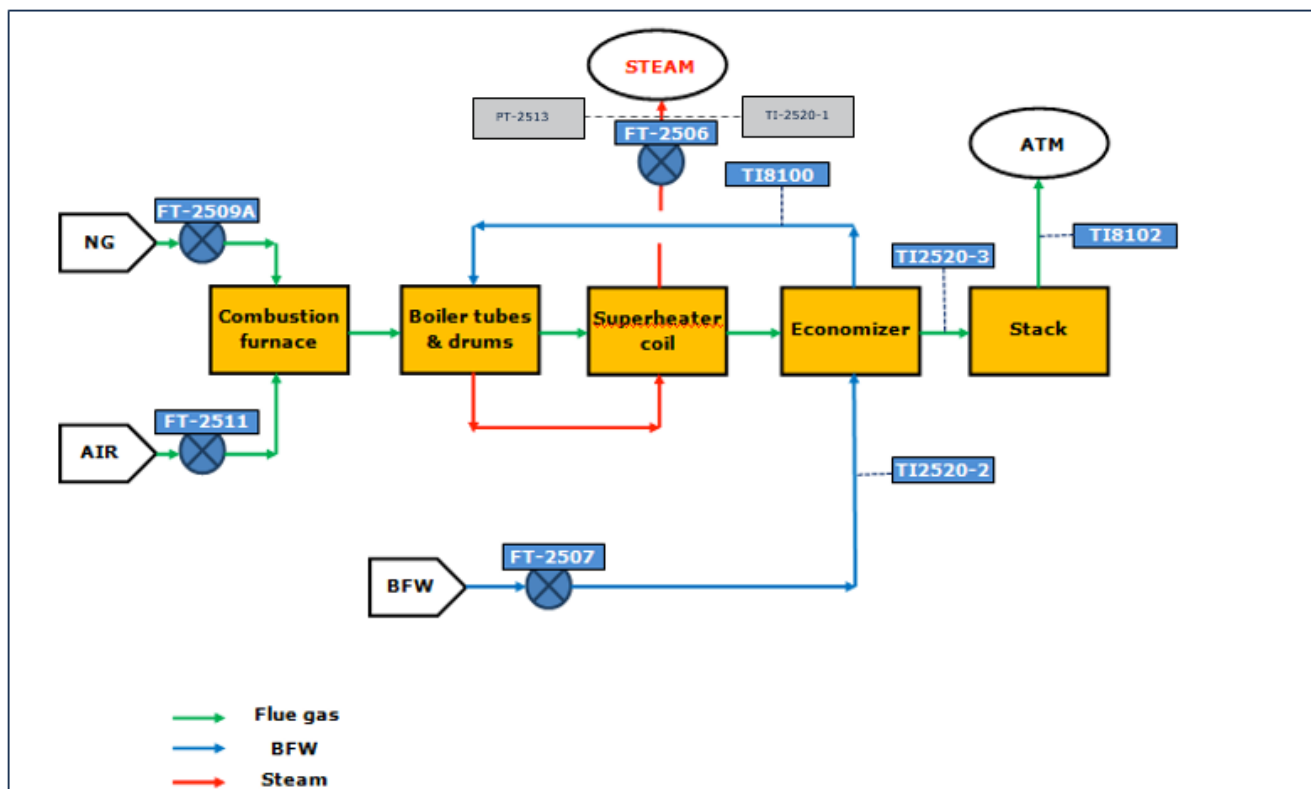 STEAM
PT-2513
TI-2520-1
FT-2506
ATM
TI8100
FT-2509A
NG
TI8102
TI2520-3
Combustion
furnace
Boiler tubes
& drums
Superheater
coil
Economizer
Stack
FT-2511
AIR
TI2520-2
FT-2507
BFW
Flue gas
BFW
Steam